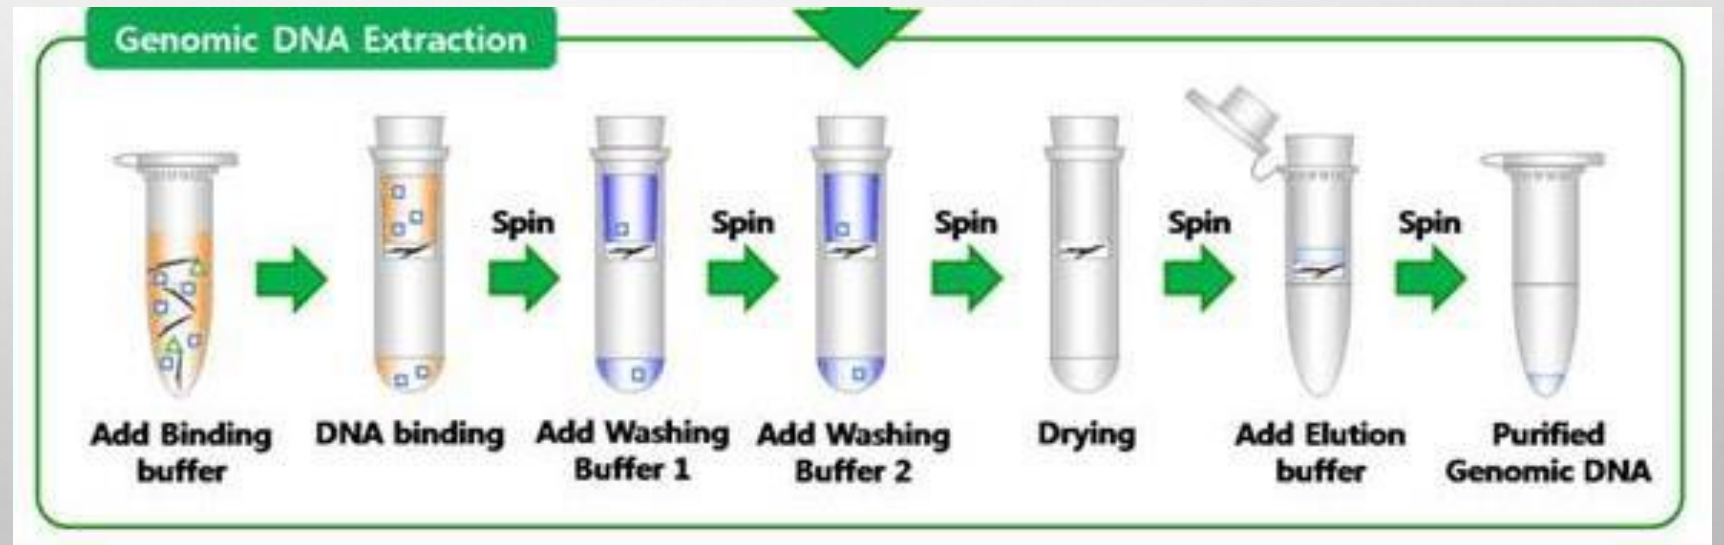 Genomic DNA Extraction
Spin
Spin
Spin
Spin
Spin
Add Binding
buffer
DNA binding
Add Washing
Buffer 1
Add Washing
Buffer 2
Drying
Add Elution
buffer
Purified
Genomic DNA